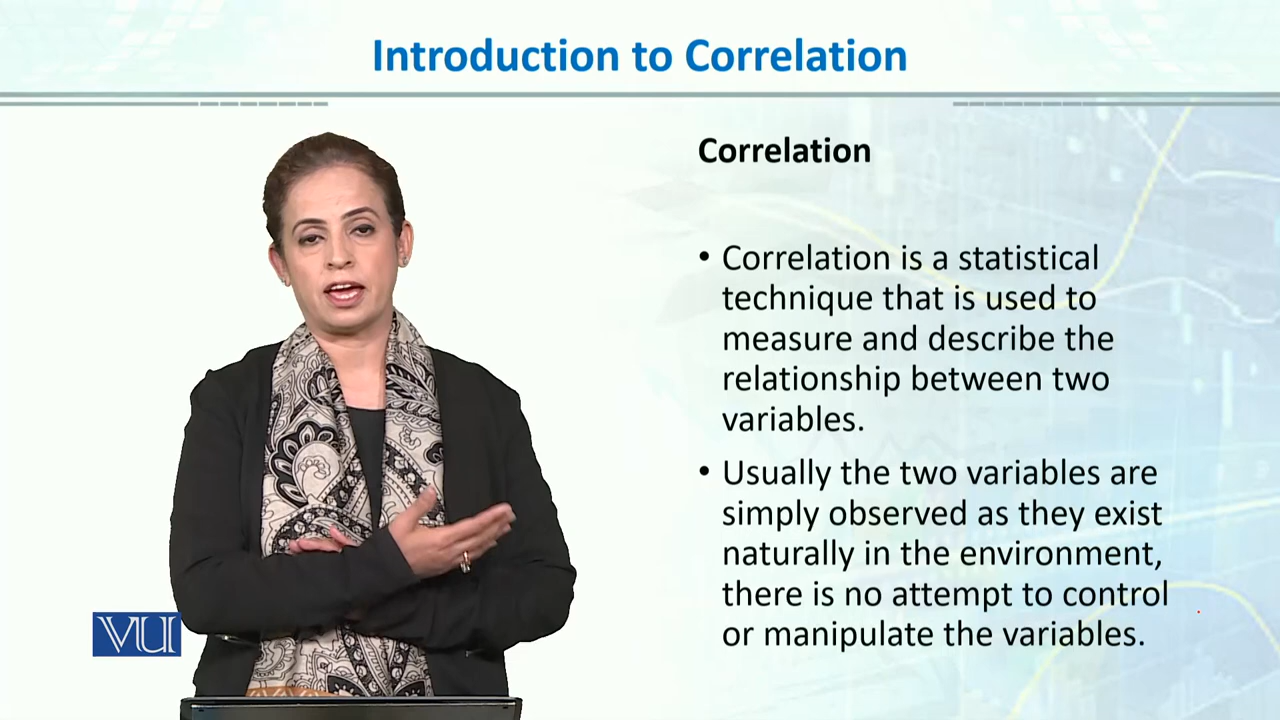 Introduction to Correlation
Correlation
• Correlation is a statistical
technique that is used to
measure and describe the
relationship between two
variables.
• Usually the two variables are
simply observed as they exist
naturally in the environment,
there is no attempt to control
or manipulate the variables.
VU